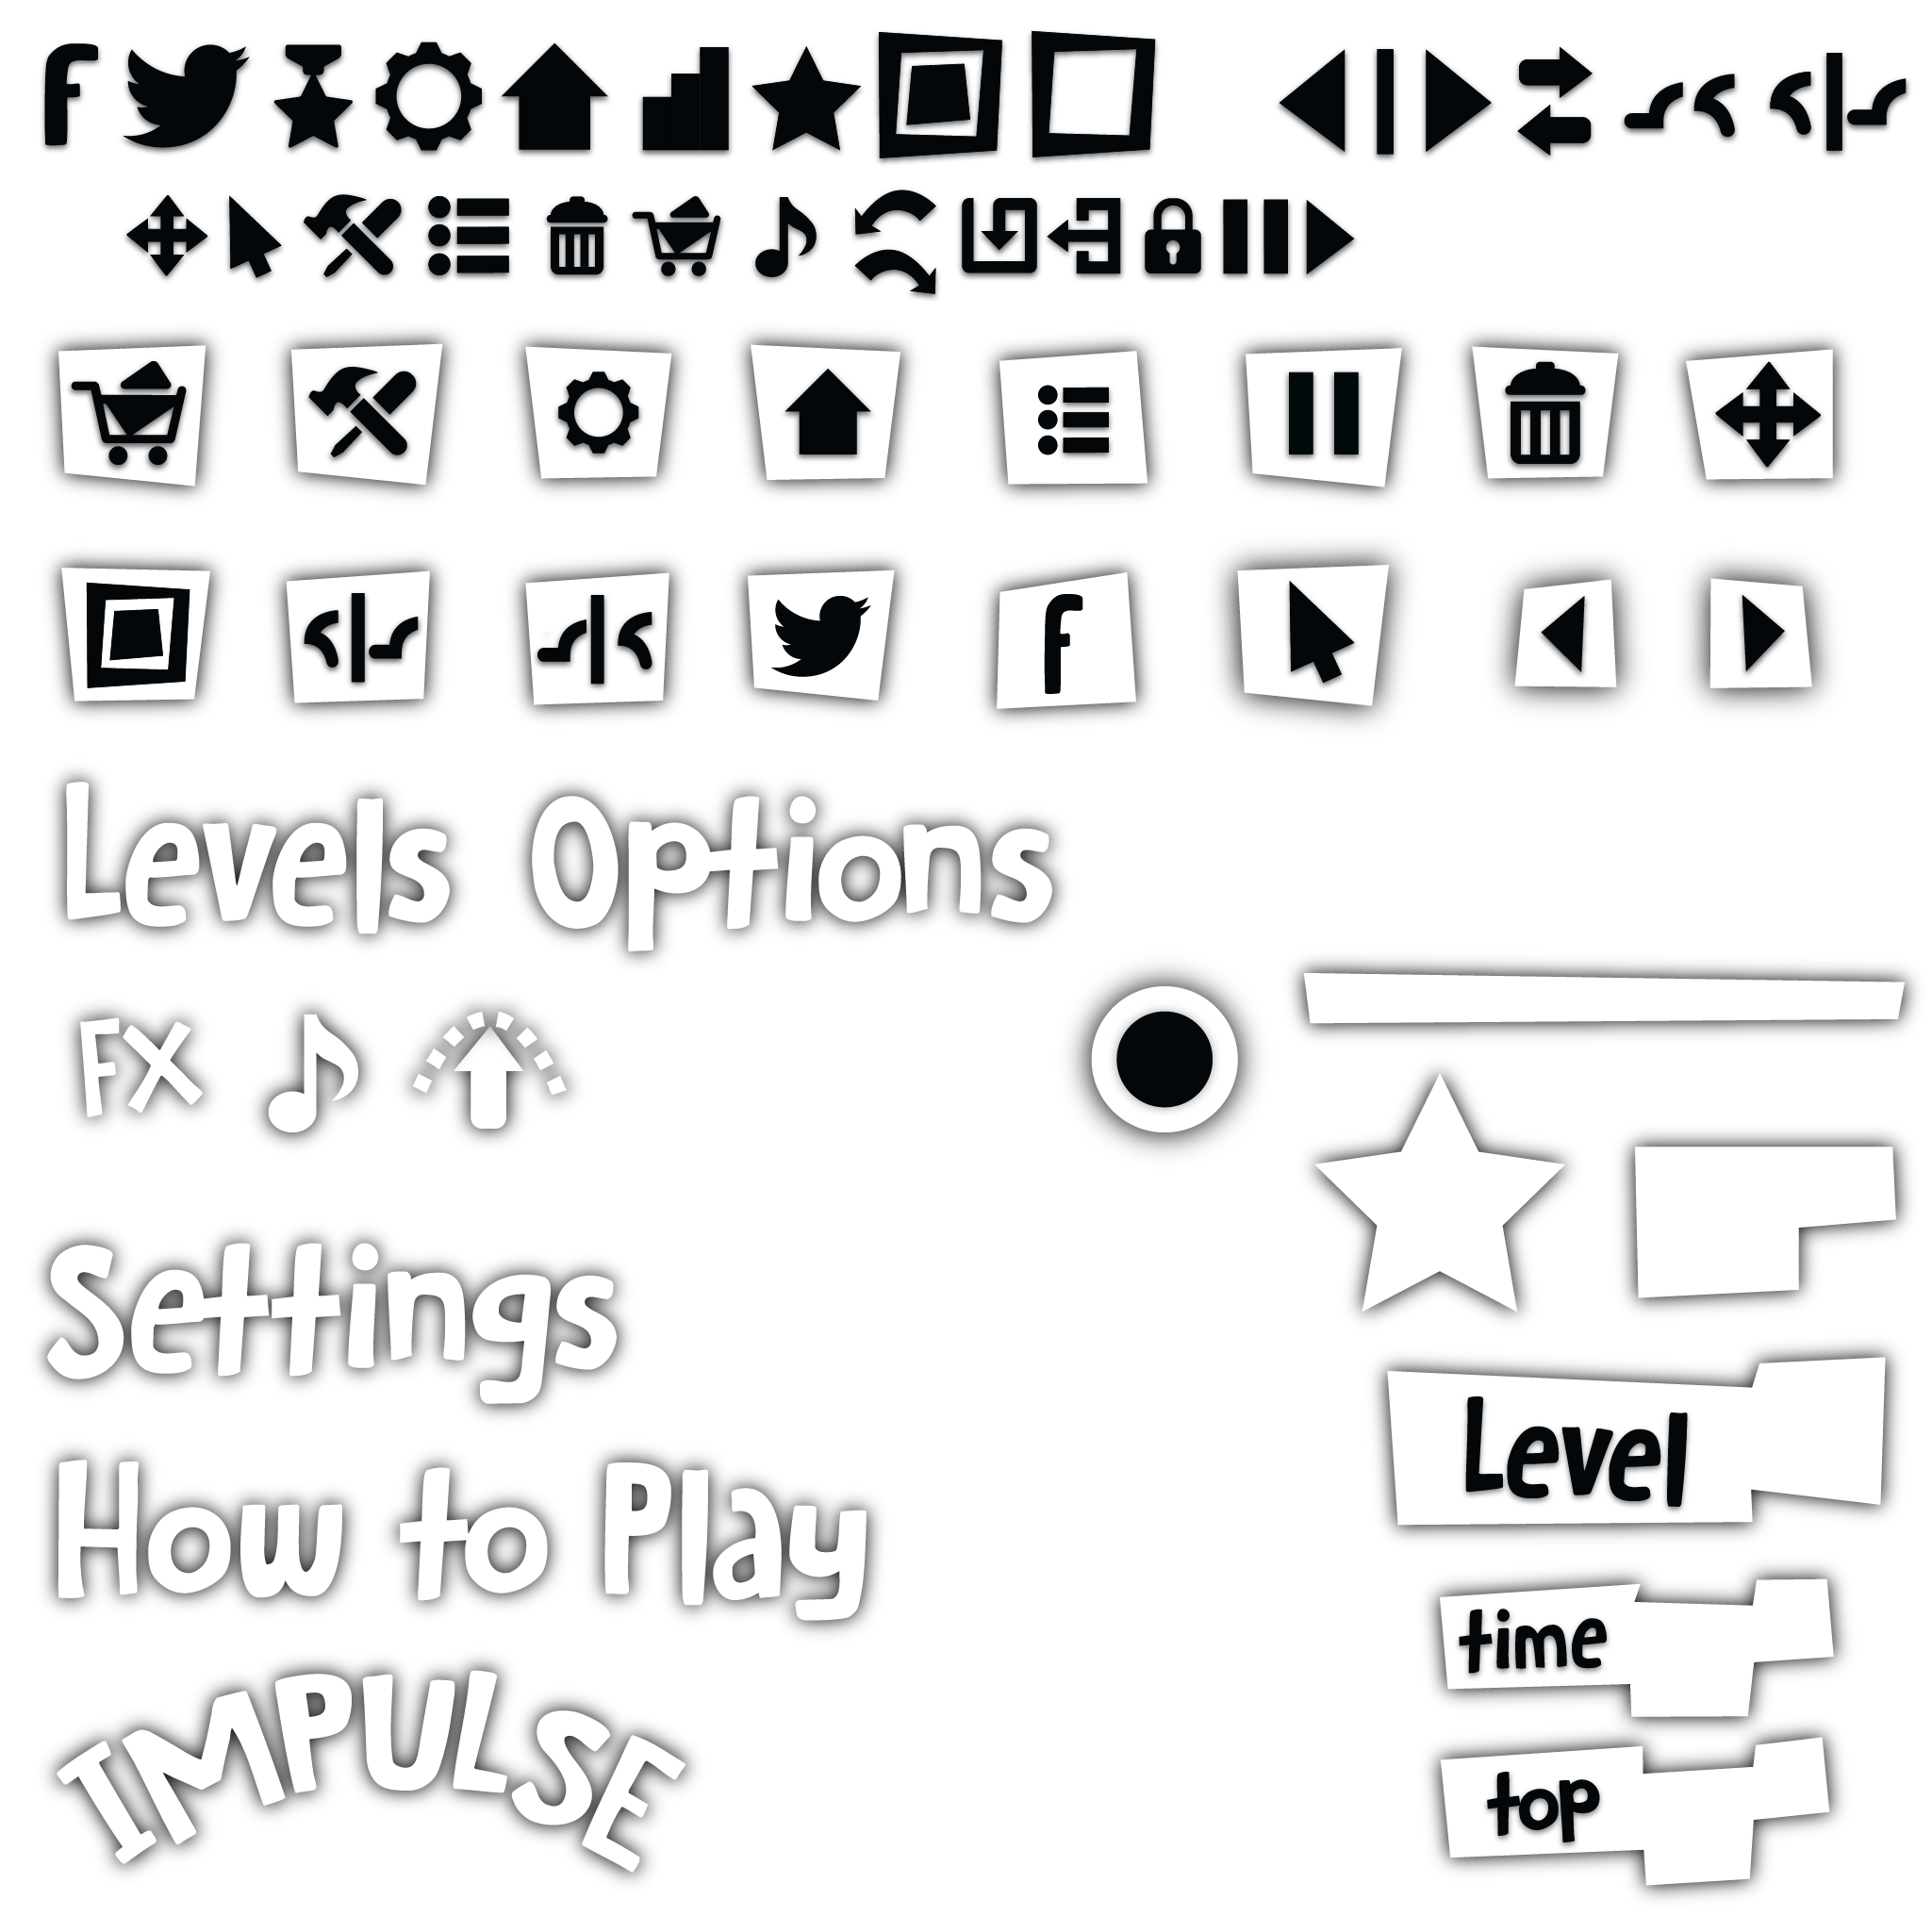 f
f
Levels Options
FX
Settings
Level
How to Play
time
IMPULSE
top